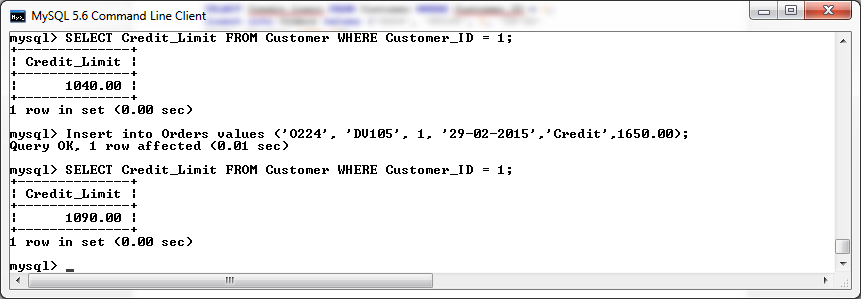 MySQL 5.6 Command Line Client
mysql> SELECT Credit_Limit FROM Customer WHERE Customer_ID = 1;
+--------------+
| Credit_Limit |
+--------------+
|      1040.00 |
+--------------+
1 row in set (0.00 sec)
mysql> Insert into Orders values ('O224', 'DV105', 1, '29-02-2015','Credit',1650.00);
Query OK, 1 row affected (0.01 sec)
mysql> SELECT Credit_Limit FROM Customer WHERE Customer_ID = 1;
+--------------+
| Credit_Limit |
+--------------+
|      1090.00 |
+--------------+
1 row in set (0.00 sec)
mysql> _